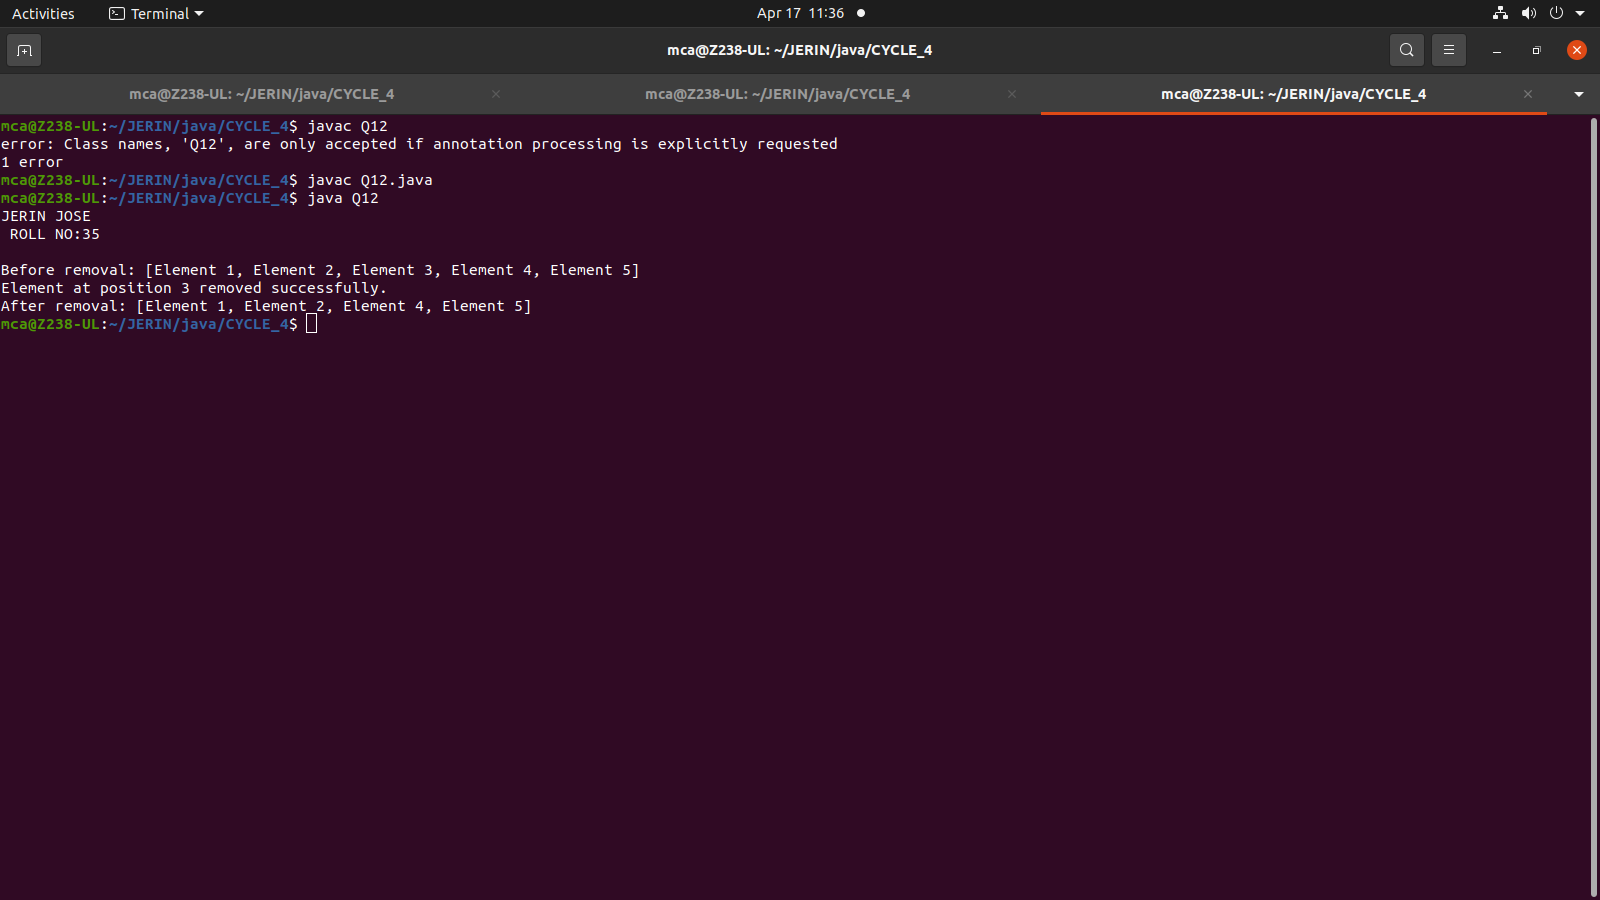 Activities Terminal Apr 17 11:36
mca@Z238-UL: ~/JERIN/java/CYCLE_4
mca@Z238-UL: ~/JERIN/java/CYCLE_4 mca@Z238-UL: ~/JERIN/java/CYCLE_4 mca@Z238-UL: ~/JERIN/java/CYCLE_4
mca@Z238-UL:~/JERIN/java/CYCLE_4$ javac Q12
error: Class names, 'Q12', are only accepted if annotation processing is explicitly requested
1 error
mca@Z238-UL:~/JERIN/java/CYCLE_4$ javac Q12.java
mca@Z238-UL:~/JERIN/java/CYCLE_4$ java Q12
JERIN JOSE
 ROLL NO:35

Before removal: [Element 1, Element 2, Element 3, Element 4, Element 5]
Element at position 3 removed successfully.
After removal: [Element 1, Element 2, Element 4, Element 5]
mca@Z238-UL:~/JERIN/java/CYCLE_4$